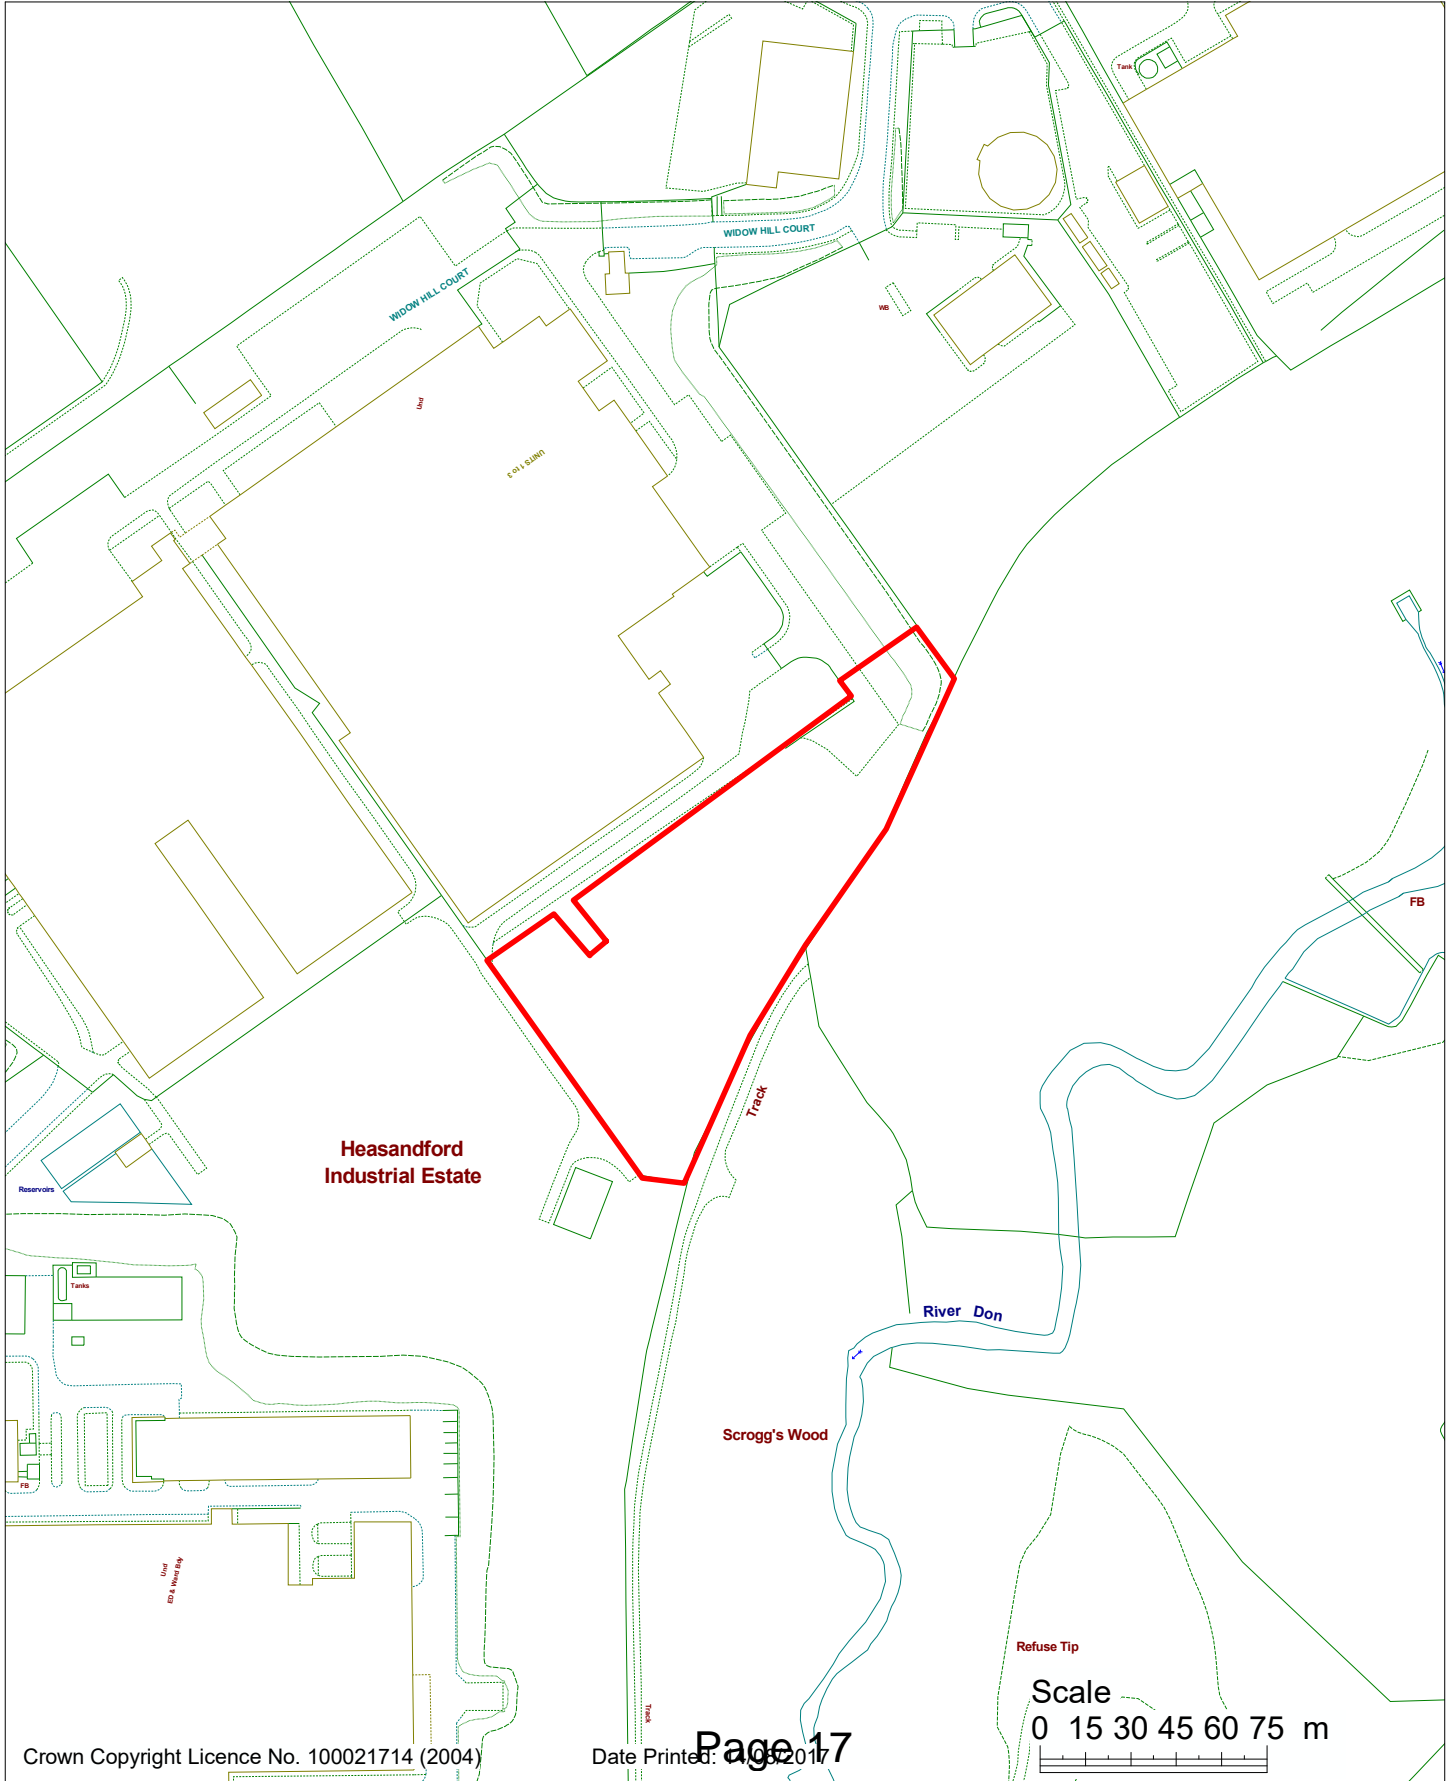 Tank
WIDOW HILL COURT
WIDOW HILL COURT
WB
Und
UNITS 1 to 3
FB
Track
Heasandford
Industrial Estate
Reservoirs
Tanks
River Don
Scrogg's Wood
FB
Und
ED & Ward Bdy
Refuse Tip
Track
Scale
0 15 30 45 60 75 m
Crown Copyright Licence No. 100021714 (2004)
Date Printed: /08/2017
Page 17